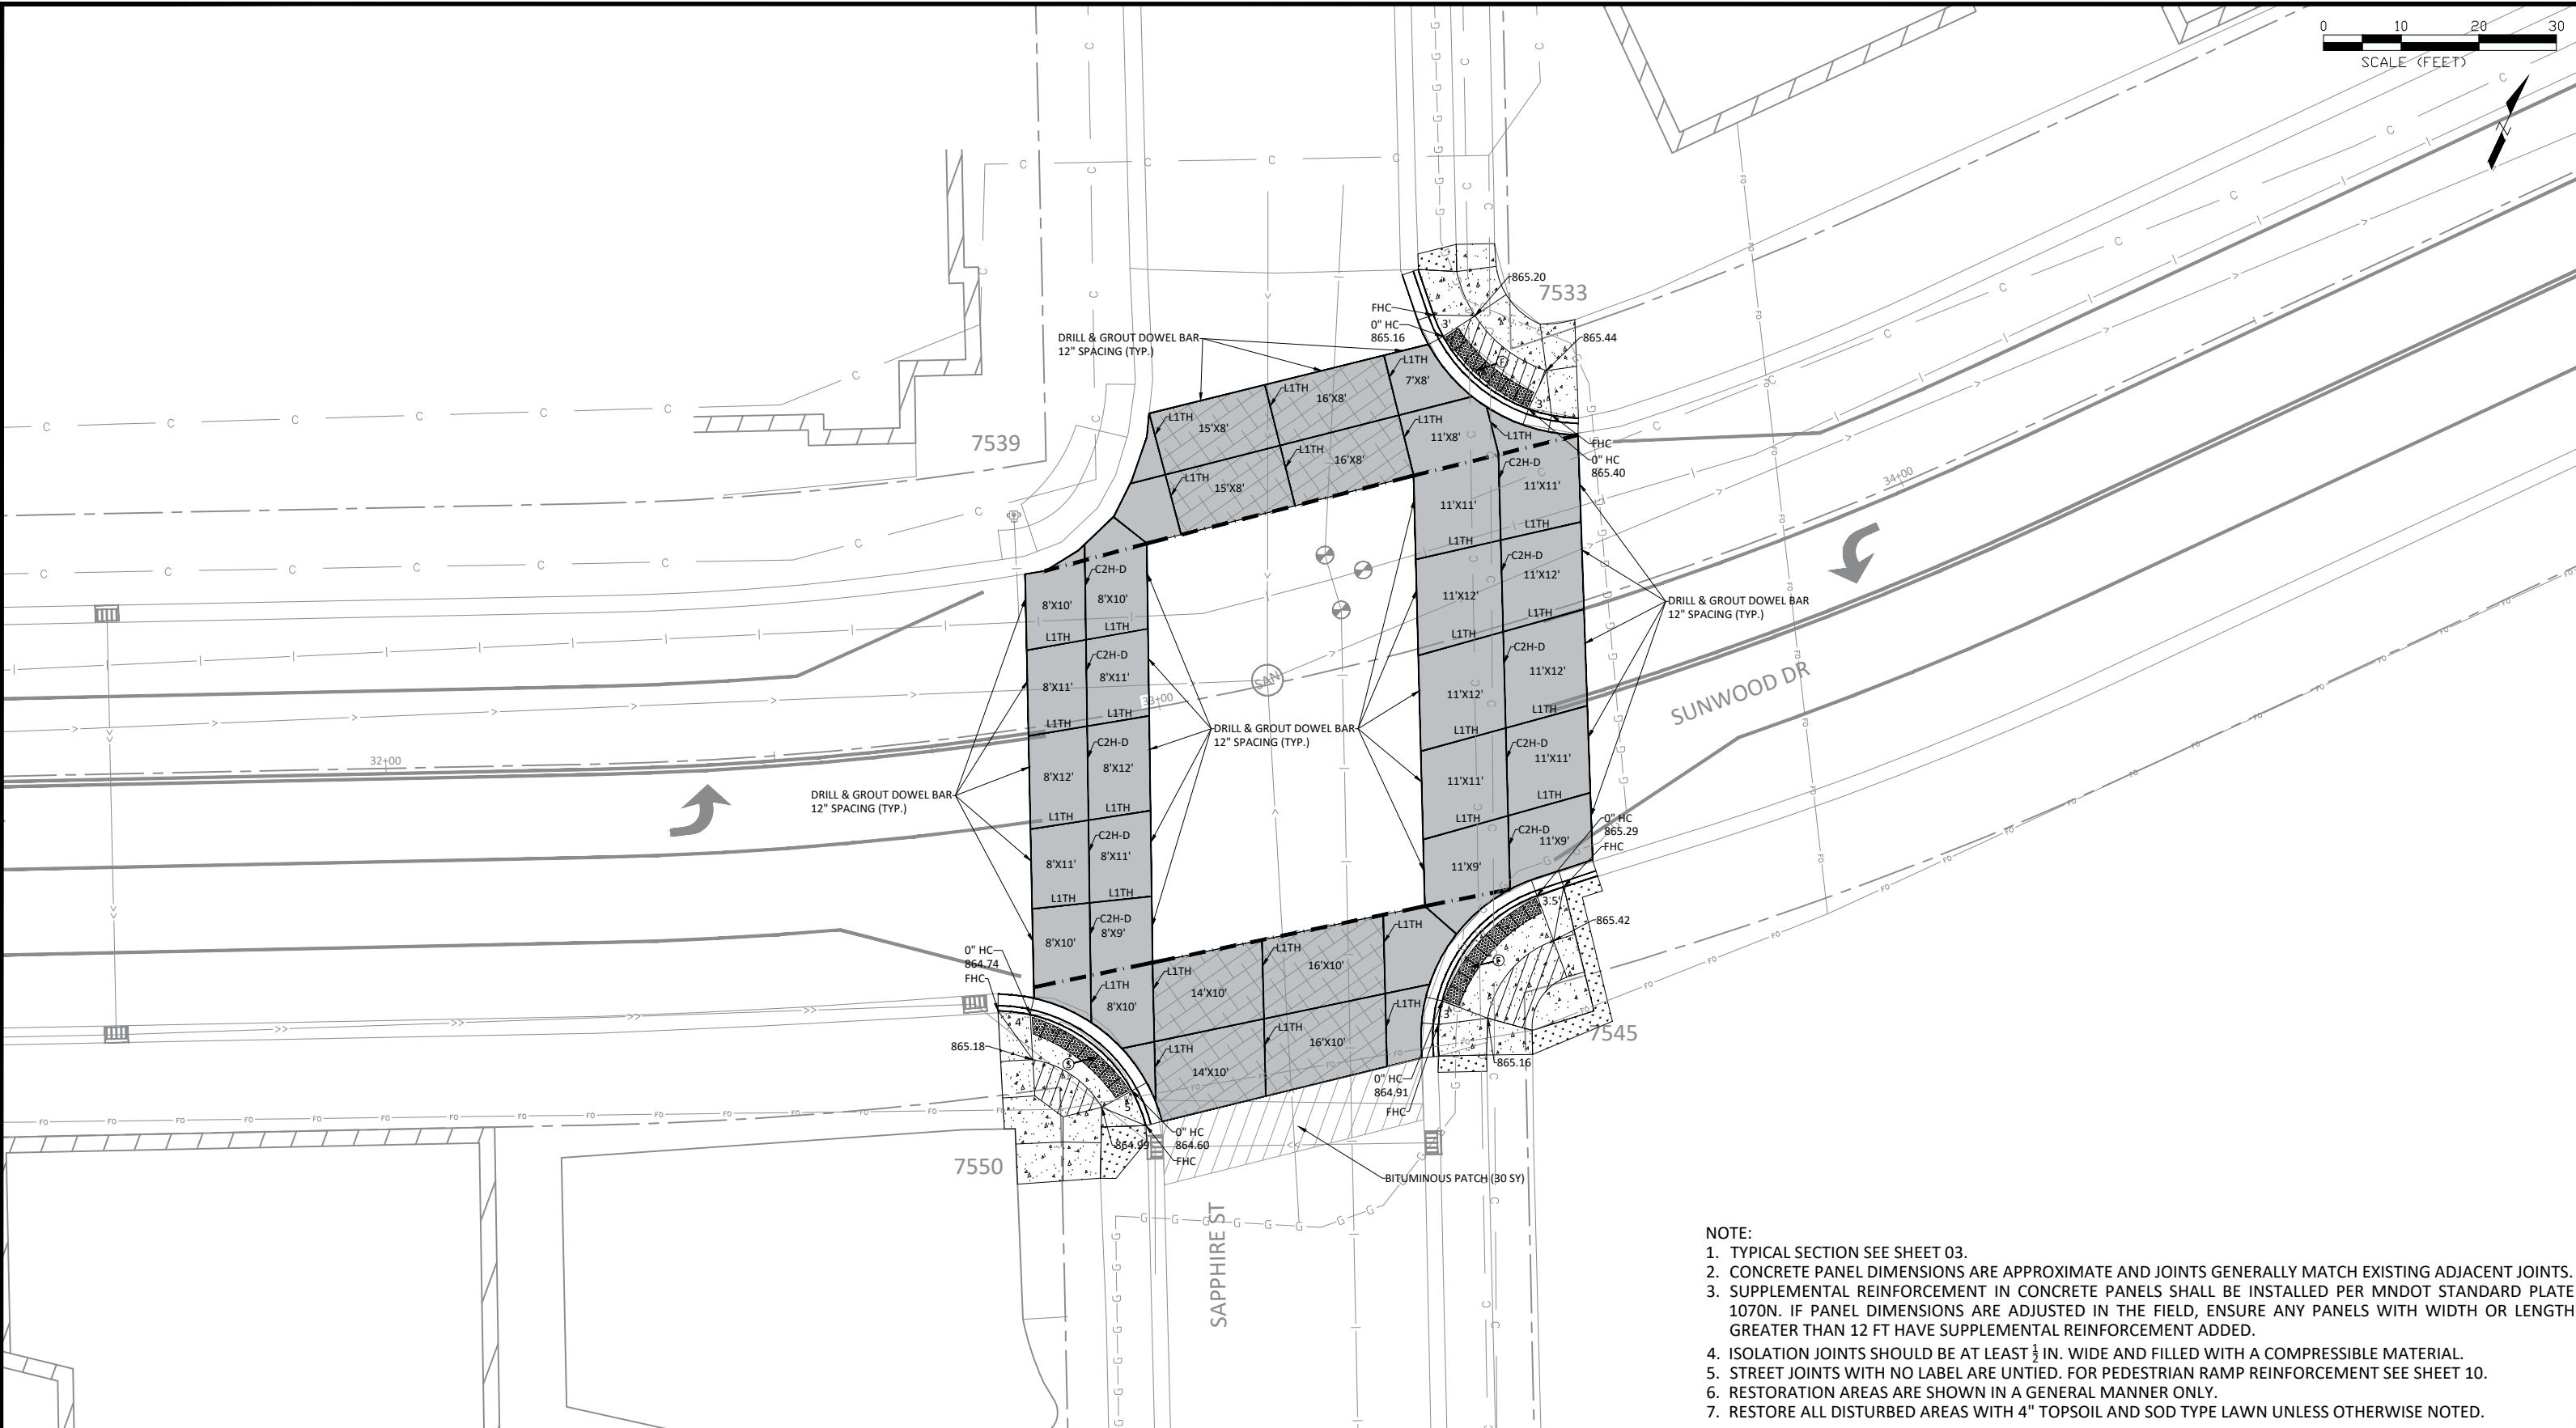 0 10 20 30
SCALE (FEET)
N
865.20
7533
FHC
0" HC
865.16
3'
DRILL & GROUT DOWEL BAR
12" SPACING (TYP.)
865.44
F
L1TH
7'X8'
L1TH
16'X8'
3'
L1TH
15'X8'
L1TH
11'X8'
L1TH
FHC
0" HC
865.40
7539
L1TH
16'X8'
L1TH
15'X8'
C2H-D
11'X11'
34+00
11'X11'
L1TH
L1TH
C2H-D
11'X12'
C2H-D
8'X10'
8'X10'
11'X12'
L1TH
DRILL & GROUT DOWEL BAR
12" SPACING (TYP.)
L1TH
L1TH
L1TH
C2H-D
11'X12'
C2H-D
8'X11'
8'X11'
11'X12'
SAN
SUNWOOD DR
33+00
L1TH
L1TH
L1TH
L1TH
DRILL & GROUT DOWEL BAR
12" SPACING (TYP.)
C2H-D
8'X12'
8'X12'
C2H-D
11'X11'
11'X11'
32+00
DRILL & GROUT DOWEL BAR
12" SPACING (TYP.)
L1TH
L1TH
L1TH
L1TH
0" HC
865.29
FHC
C2H-D
8'X11'
8'X11'
C2H-D
11'X9'
11'X9'
L1TH
L1TH
3.5'
C2H-D
8'X9'
8'X10'
865.42
L1TH
0" HC
864.74
FHC
L1TH
16'X10'
F
L1TH
14'X10'
L1TH
8'X10'
L1TH
3'
4'
L1TH
16'X10'
7545
865.18
L1TH
14'X10'
865.16
S
0" HC
864.91
FHC
5'
864.99
0" HC
864.60
FHC
7550
BITUMINOUS PATCH (30 SY)
SAPPHIRE ST
NOTE:
1. TYPICAL SECTION SEE SHEET 03.
2. CONCRETE PANEL DIMENSIONS ARE APPROXIMATE AND JOINTS GENERALLY MATCH EXISTING ADJACENT JOINTS.
3. SUPPLEMENTAL REINFORCEMENT IN CONCRETE PANELS SHALL BE INSTALLED PER MNDOT STANDARD PLATE
1070N. IF PANEL DIMENSIONS ARE ADJUSTED IN THE FIELD, ENSURE ANY PANELS WITH WIDTH OR LENGTH
GREATER THAN 12 FT HAVE SUPPLEMENTAL REINFORCEMENT ADDED.
4. ISOLATION JOINTS SHOULD BE AT LEAST ½ IN. WIDE AND FILLED WITH A COMPRESSIBLE MATERIAL.
5. STREET JOINTS WITH NO LABEL ARE UNTIED. FOR PEDESTRIAN RAMP REINFORCEMENT SEE SHEET 10.
6. RESTORATION AREAS ARE SHOWN IN A GENERAL MANNER ONLY.
7. RESTORE ALL DISTURBED AREAS WITH 4" TOPSOIL AND SOD TYPE LAWN UNLESS OTHERWISE NOTED.